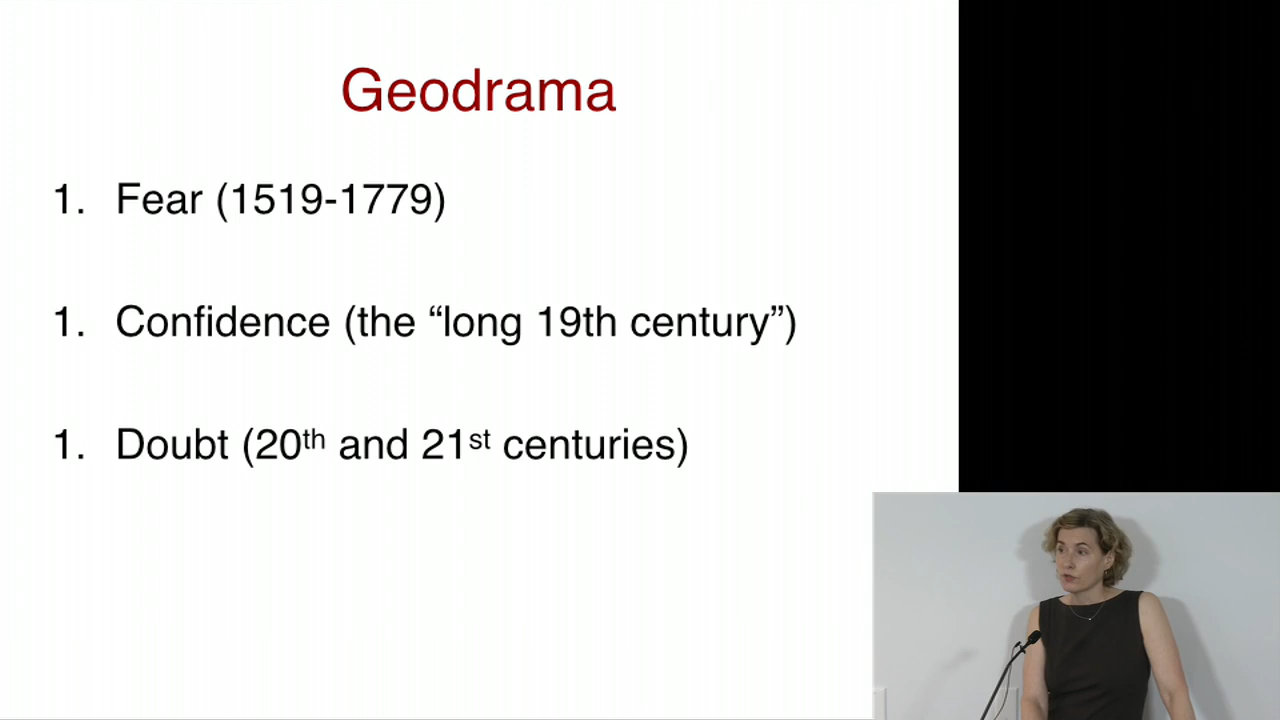 Geodrama
1. Fear (1519-1779)
1. Confidence (the “long 19th century”)
1. Doubt (20th and 21st centuries)